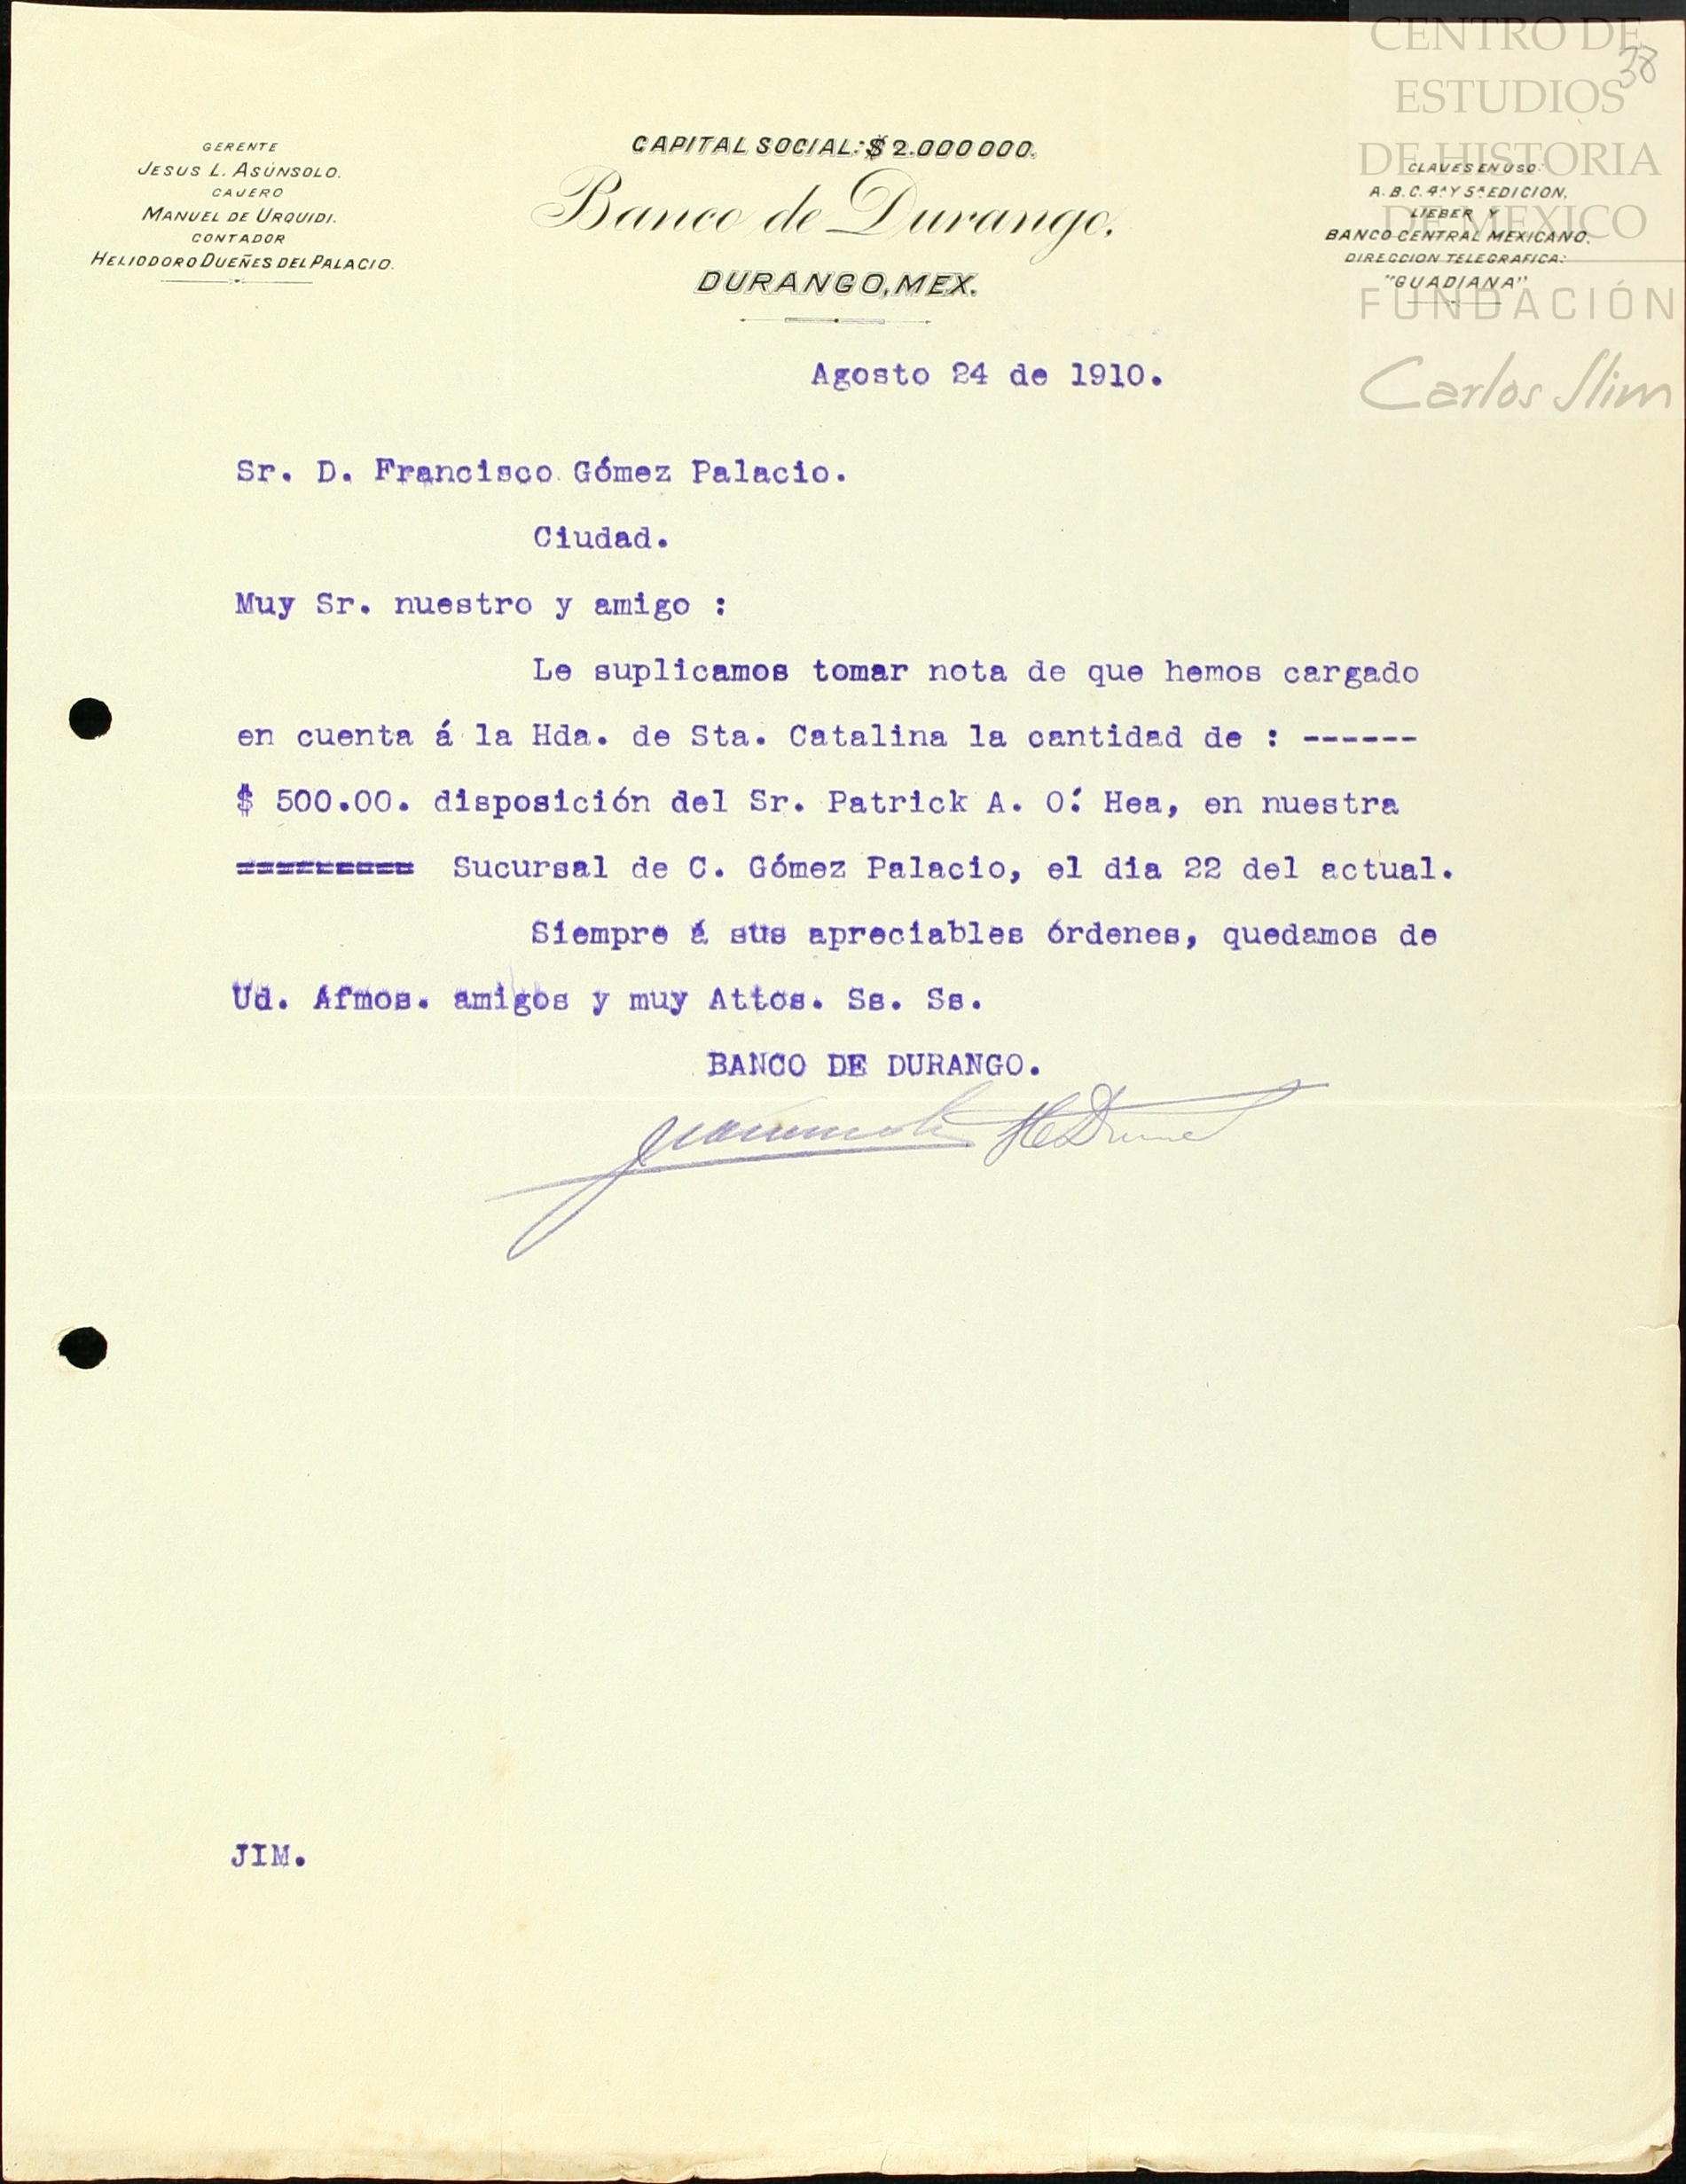 CENTRO DE
ESTUDIOS
DE HISTORIA
DE MEXICO
FUNDACIÓN
Carlos Slim
38
GERENTE
JESUS L. ASÚNSOLO.
CAJERO
MANUEL DE URQUIDI.
CONTADOR
HELIODORO DUEÑES DEL PALACIO.
CAPITAL SOCIAL: $ 2.000000.
Banco de Durango,
DURANGO, MEX.
CLAVES EN USO:
A. B. C. 4ª Y 5ª EDICION,
LIEBER Y
BANCO CENTRAL MEXICANO.
DIRECCION TELEGRAFICA:
"GUADIANA"
Agosto 24 de 1910.
Sr. D. Francisco Gómez Palacio.
Ciudad.
Muy Sr. nuestro y amigo :
Le suplicamos tomar nota de que hemos cargado
en cuenta á la Hda. de Sta. Catalina la cantidad de : ------
$ 500.00. disposición del Sr. Patrick A. O.́ Hea, en nuestra
========= Sucursal de C. Gómez Palacio, el dia 22 del actual.
Siempre á sus apreciables órdenes, quedamos de
Ud. Afmos. amigos y muy Attos. Ss. Ss.
BANCO DE DURANGO.
JIM.